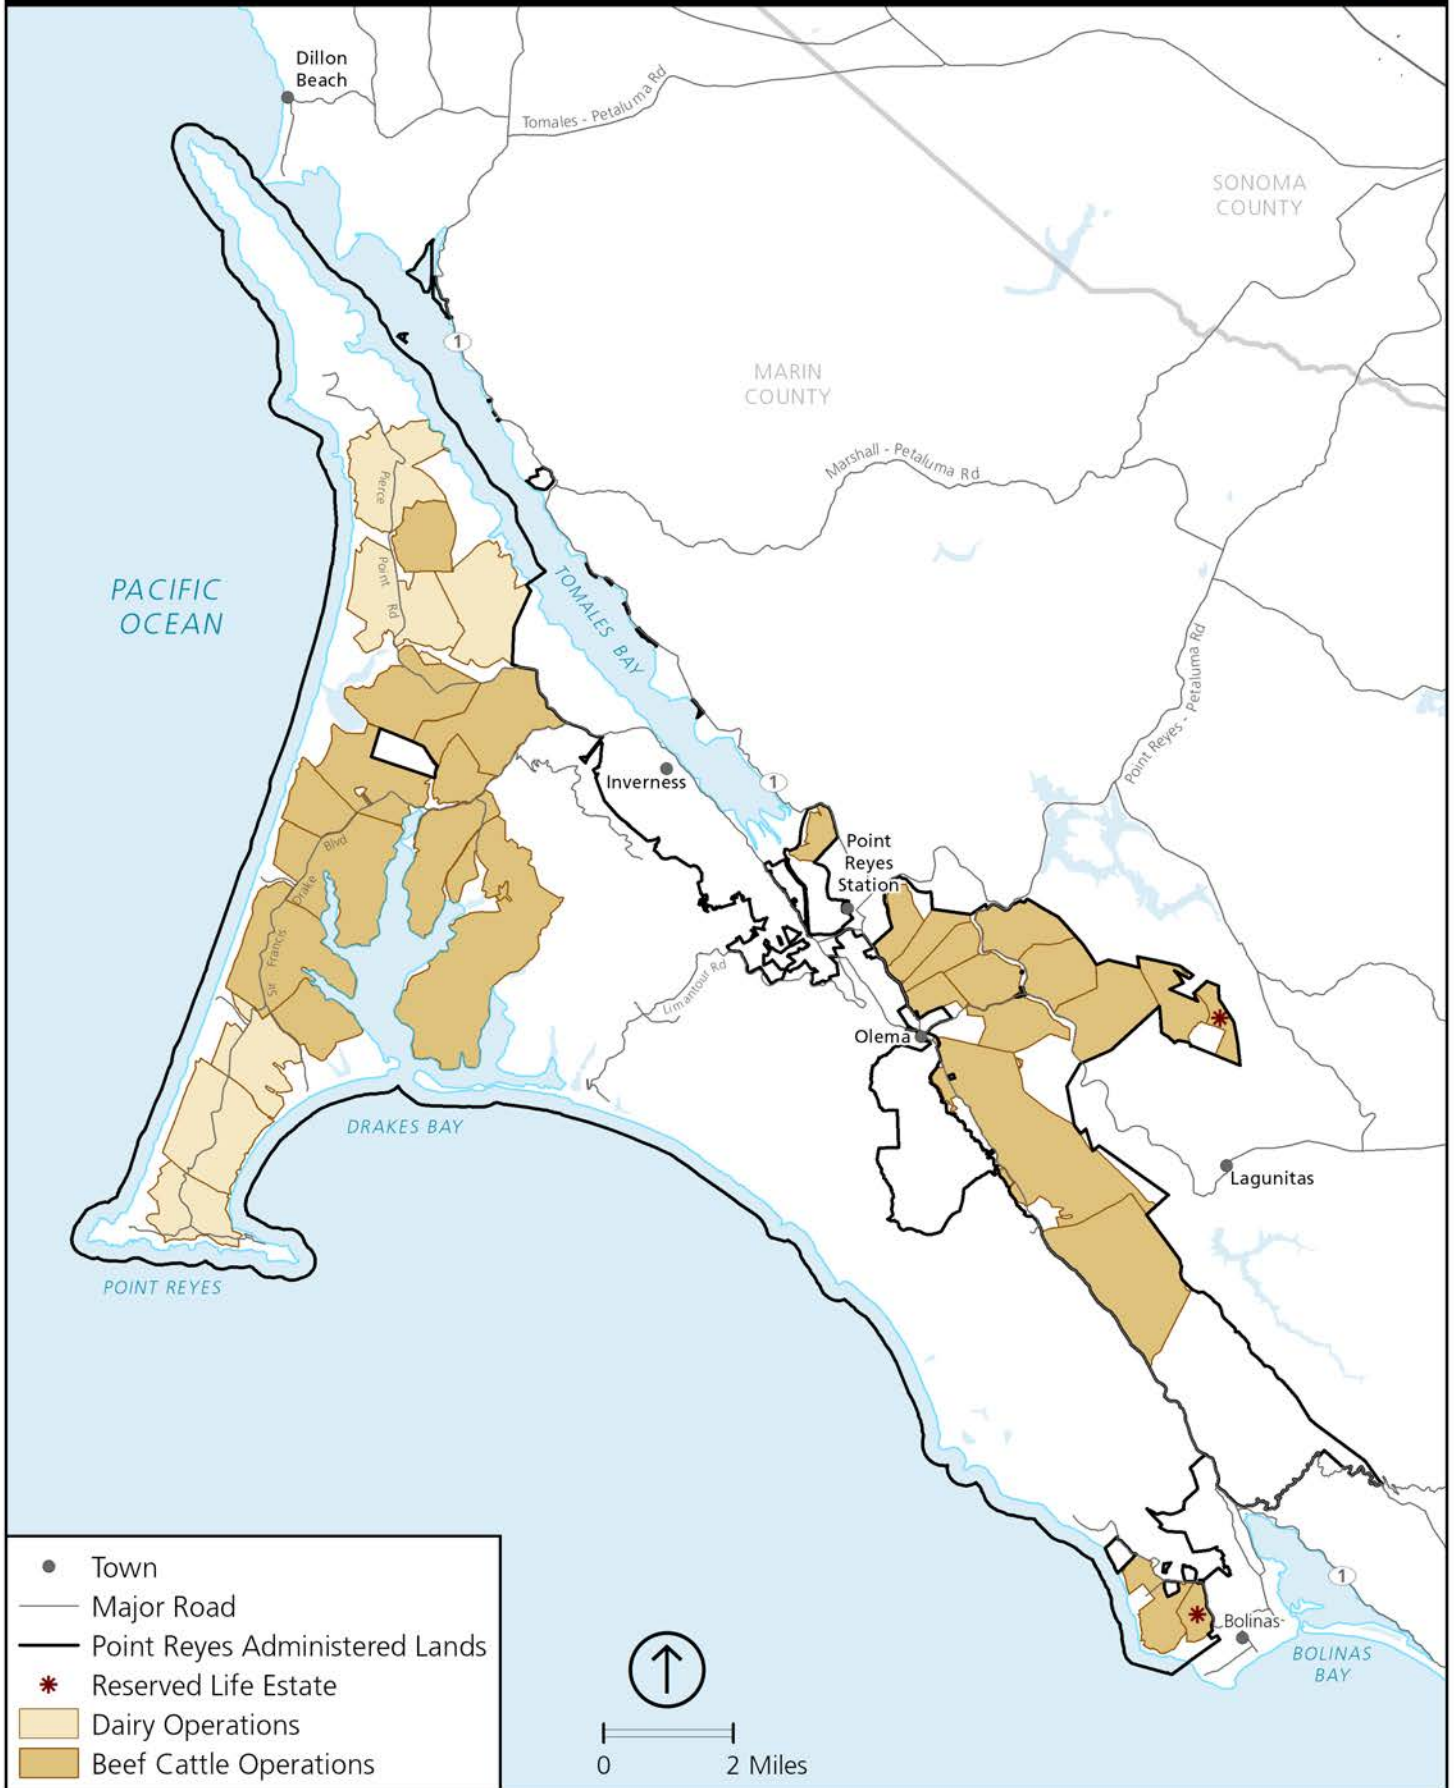 Dillon
Beach
Tomales - Petaluma Rd
SONOMA
COUNTY
1
MARIN
COUNTY
Marshall - Petaluma Rd
Pierce
Point
Rd
PACIFIC
OCEAN
TOMALES BAY
Point Reyes - Petaluma Rd
Inverness
1
Point
Reyes
Station
Sir Francis Drake Blvd
Limantour Rd
Olema
DRAKES BAY
Lagunitas
POINT REYES
1
Bolinas
BOLINAS
BAY
Town
Major Road
Point Reyes Administered Lands
Reserved Life Estate
Dairy Operations
Beef Cattle Operations
0 2 Miles